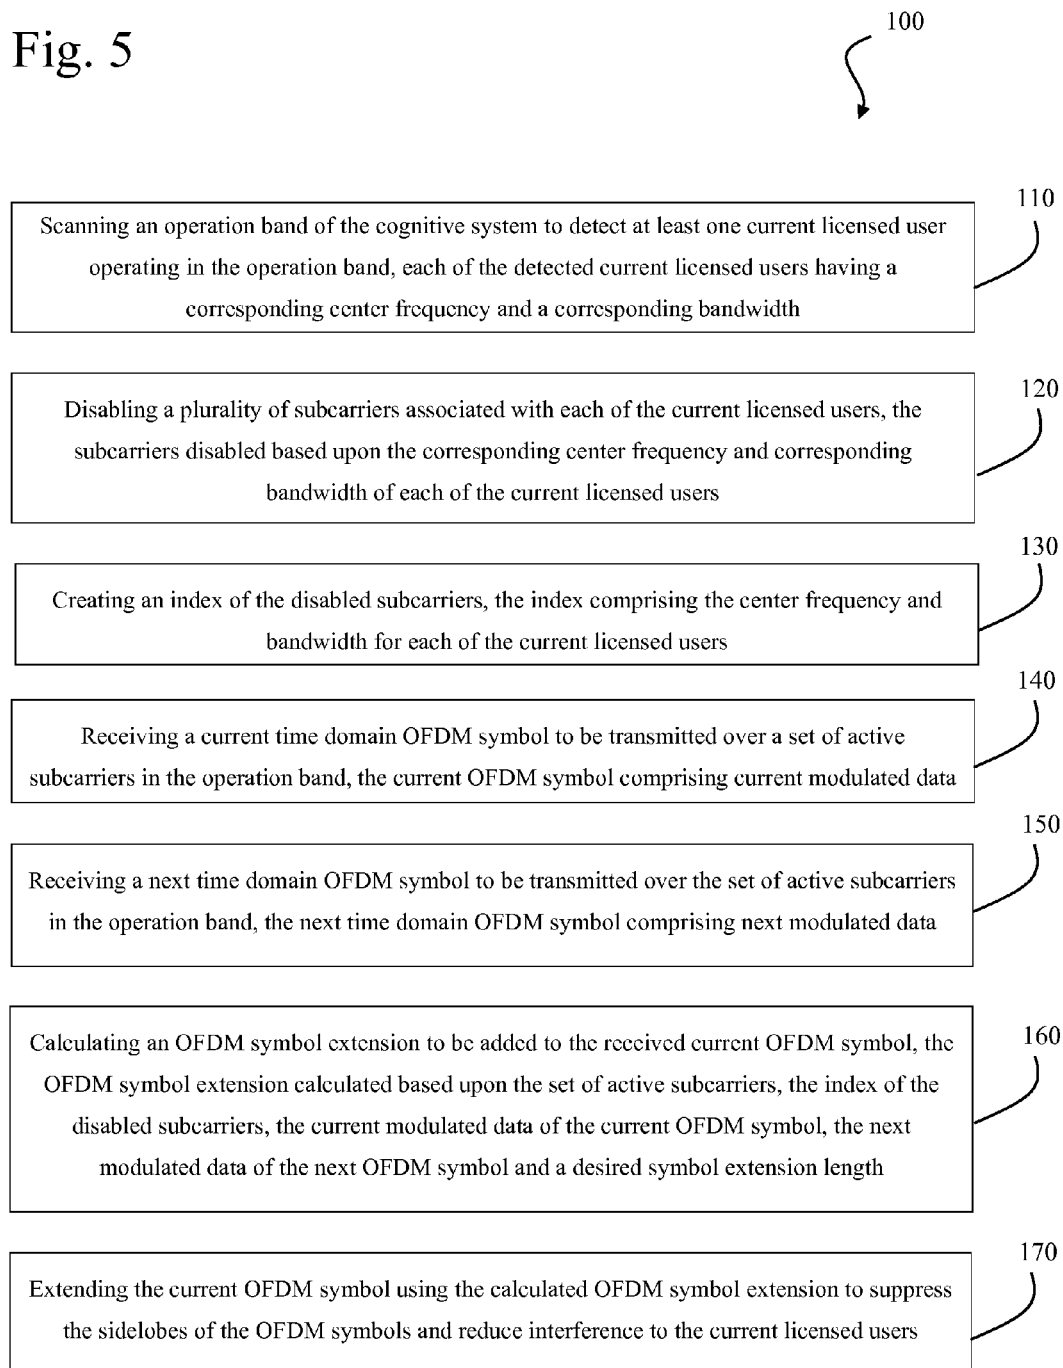 Fig. 5
100
110
Scanning an operation band of the cognitive system to detect at least one current licensed user
operating in the operation band, each of the detected current licensed users having a
corresponding center frequency and a corresponding bandwidth
120
Disabling a plurality of subcarriers associated with each of the current licensed users, the
subcarriers disabled based upon the corresponding center frequency and corresponding
bandwidth of each of the current licensed users
130
Creating an index of the disabled subcarriers, the index comprising the center frequency and
bandwidth for each of the current licensed users
140
Receiving a current time domain OFDM symbol to be transmitted over a set of active
subcarriers in the operation band, the current OFDM symbol comprising current modulated data
150
Receiving a next time domain OFDM symbol to be transmitted over the set of active subcarriers
in the operation band, the next time domain OFDM symbol comprising next modulated data
160
Calculating an OFDM symbol extension to be added to the received current OFDM symbol, the
OFDM symbol extension calculated based upon the set of active subcarriers, the index of the
disabled subcarriers, the current modulated data of the current OFDM symbol, the next
modulated data of the next OFDM symbol and a desired symbol extension length
170
Extending the current OFDM symbol using the calculated OFDM symbol extension to suppress
the sidelobes of the OFDM symbols and reduce interference to the current licensed users